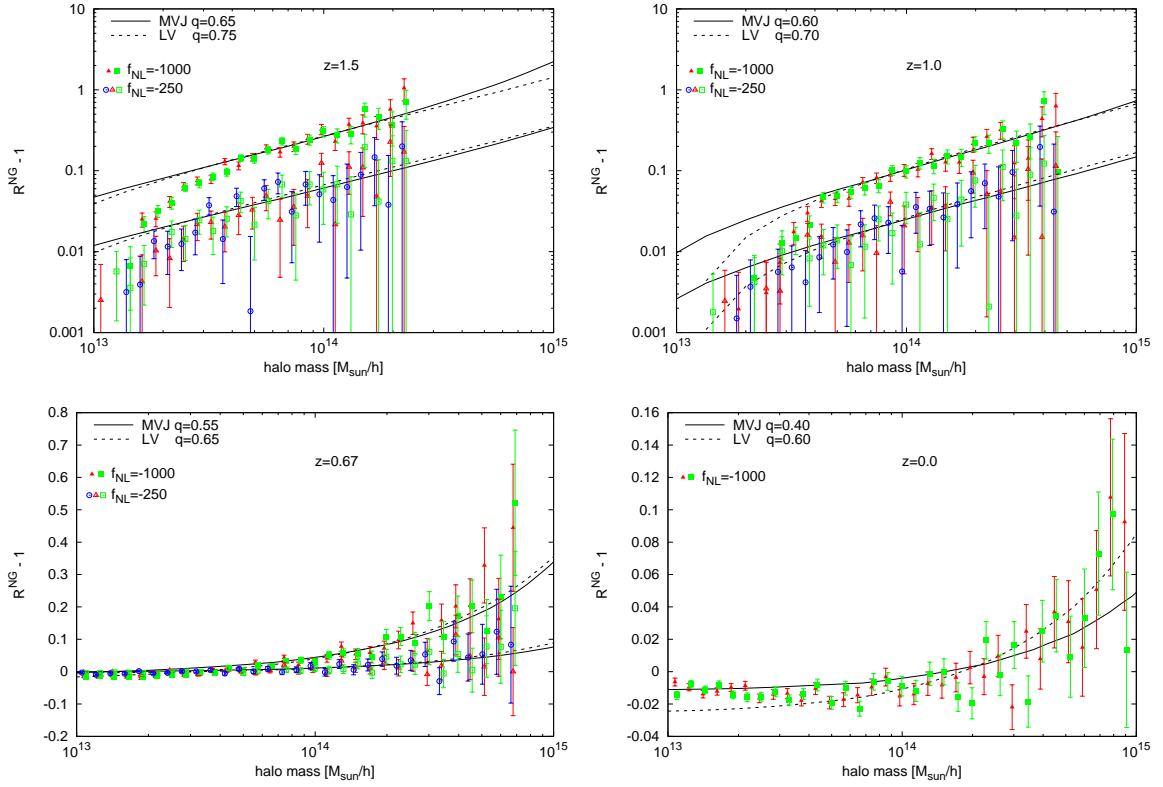 MVJ q=0.65
LV q=0.75
z=1.5
f_NL=-1000
f_NL=-250
10
1
0.1
0.01
0.001
R^NG - 1
10^13
10^14
10^15
halo mass [M_sun/h]
MVJ q=0.60
LV q=0.70
z=1.0
f_NL=-1000
f_NL=-250
10
1
0.1
0.01
0.001
R^NG - 1
10^13
10^14
10^15
halo mass [M_sun/h]
MVJ q=0.55
LV q=0.65
z=0.67
f_NL=-1000
f_NL=-250
0.8
0.7
0.6
0.5
0.4
0.3
0.2
0.1
0
-0.1
-0.2
R^NG - 1
10^13
10^14
10^15
halo mass [M_sun/h]
MVJ q=0.40
LV q=0.60
z=0.0
f_NL=-1000
0.16
0.14
0.12
0.1
0.08
0.06
0.04
0.02
0
-0.02
-0.04
R^NG - 1
10^13
10^14
10^15
halo mass [M_sun/h]